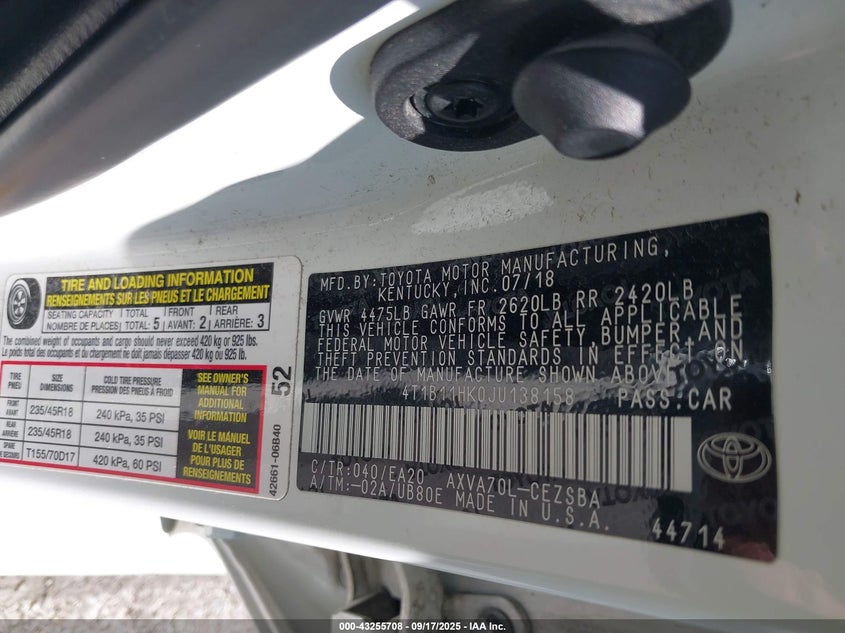 TIRE AND LOADING INFORMATION
RENSEIGNEMENTS SUR LES PNEUS ET LE CHARGEMENT
SEATING CAPACITY TOTAL FRONT REAR
NOMBRE DE PLACES: TOTAL: 5 AVANT: 2 ARRIÈRE: 3
The combined weight of occupants and cargo should never exceed 420 kg or 925 lbs.
Le poids total des occupants et du chargement ne doit jamais dépasser 420 kg ou 925 lb.
TIRE PNEU SIZE DIMENSIONS COLD TIRE PRESSURE PRESSION DES PNEUS À FROID
FRONT AVANT 235/45R18 240 kPa, 35 PSI
REAR ARRIÈRE 235/45R18 240 kPa, 35 PSI
SPARE DE SECOURS T155/70D17 420 kPa, 60 PSI
SEE OWNER'S
MANUAL FOR
ADDITIONAL
INFORMATION
VOIR LE MANUEL
DE L'USAGER
POUR PLUS DE
RENSEIGNEMENTS
52
42661-06B40
MFD.BY:TOYOTA MOTOR MANUFACTURING,
KENTUCKY,INC.07/18
GVWR 4475LB GAWR FR 2620LB RR 2420LB
THIS VEHICLE CONFORMS TO ALL APPLICABLE
FEDERAL MOTOR VEHICLE SAFETY,BUMPER,AND
THEFT PREVENTION STANDARDS IN EFFECT ON
THE DATE OF MANUFACTURE SHOWN ABOVE.
4T1B11HK0JU138158 PASS.CAR
C/TR:040/EA20 AXVA70L-CEZSBA
A/TM:-02A/UB80E MADE IN U.S.A.
44714
000-43255708 - 09/17/2025 - IAA Inc.